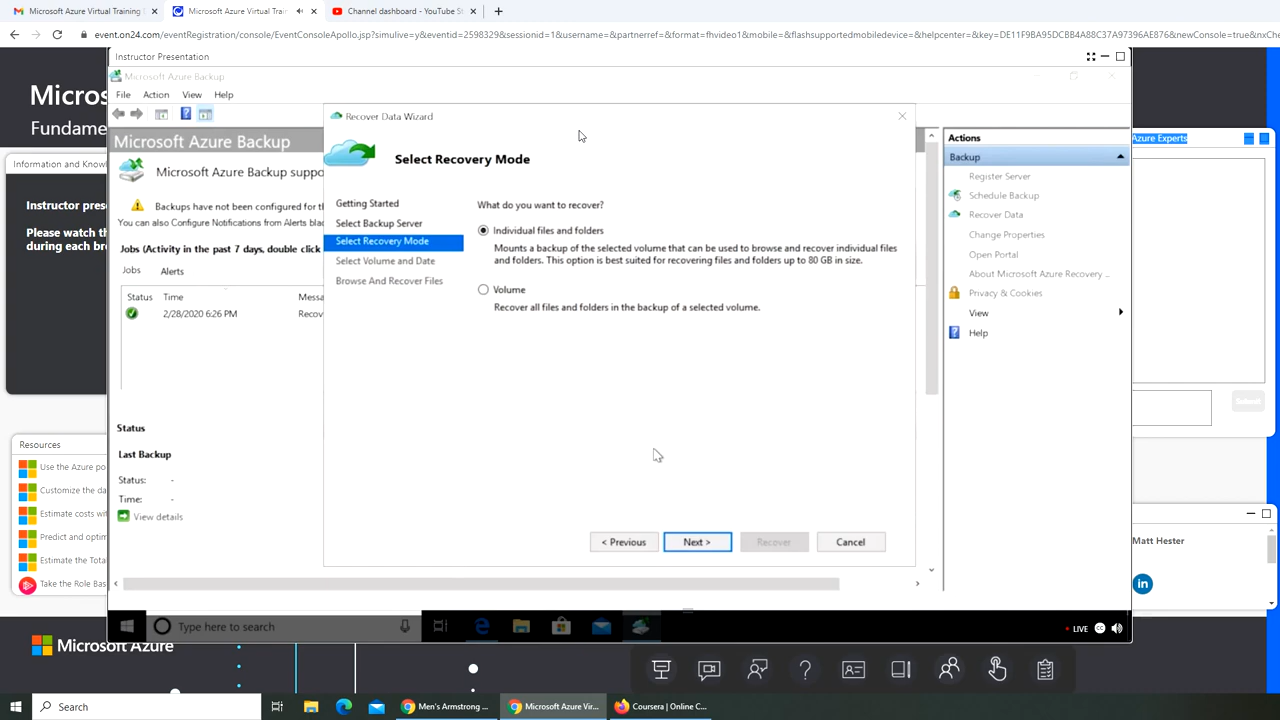 Microsoft Azure Virtual Training
Microsoft Azure Virtual Train
Channel dashboard - YouTube St
event.on24.com/eventRegistration/console/EventConsoleApollo.jsp?simulive=y&eventid=2598329&sessionid=1&username=&partnerref=&format=fhvideo1&mobile=&flashsupportedmobiledevice=&helpcenter=&key=DE11F9BA95DCBB4A88C37A97396AE876&newConsole=true&nxChe
Instructor Presentation
Microsoft Azure Backup
File Action View Help
Micros
Fundame
Information and Know
Instructor pres
Please watch th
during each bre
Microsoft Azure Backup
Microsoft Azure Backup suppo
Backups have not been configured for th
You can also Configure Notifications from Alerts blac
Jobs (Activity in the past 7 days, double click
Jobs Alerts
Status Time Messa
2/28/2020 6:26 PM Recov
Status
Last Backup
Status: -
Time: -
View details
Recover Data Wizard
Select Recovery Mode
Getting Started
Select Backup Server
Select Recovery Mode
Select Volume and Date
Browse And Recover Files
What do you want to recover?
Individual files and folders
Mounts a backup of the selected volume that can be used to browse and recover individual files
and folders. This option is best suited for recovering files and folders up to 80 GB in size.
Volume
Recover all files and folders in the backup of a selected volume.
< Previous Next > Recover Cancel
Actions
Backup
Register Server
Schedule Backup
Recover Data
Change Properties
Open Portal
About Microsoft Azure Recovery ...
Privacy & Cookies
View
Help
Azure Experts
Submit
Matt Hester
Resources
Use the Azure po
Customize the da
Estimate costs wi
Predict and optim
Estimate the Tota
Take the Role Bas
Type here to search
LIVE CC
Microsoft Azure
Search
Men's Armstrong ...
Microsoft Azure Vir...
Coursera | Online C...